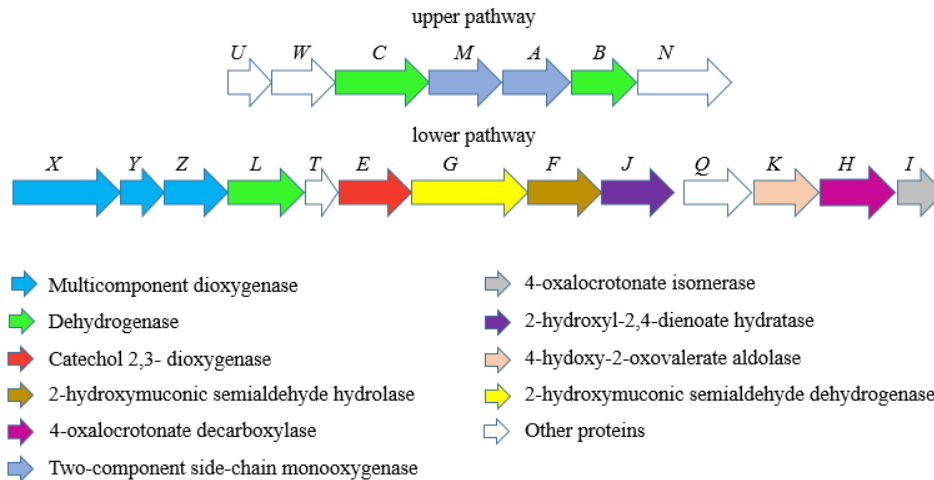 upper pathway
U W C M A B N
lower pathway
X Y Z L T E G F J Q K H I
Multicomponent dioxygenase
Dehydrogenase
Catechol 2,3- dioxygenase
2-hydroxymuconic semialdehyde hydrolase
4-oxalocrotonate decarboxylase
Two-component side-chain monooxygenase
4-oxalocrotonate isomerase
2-hydroxyl-2,4-dienoate hydratase
4-hydoxy-2-oxovalerate aldolase
2-hydroxymuconic semialdehyde dehydrogenase
Other proteins